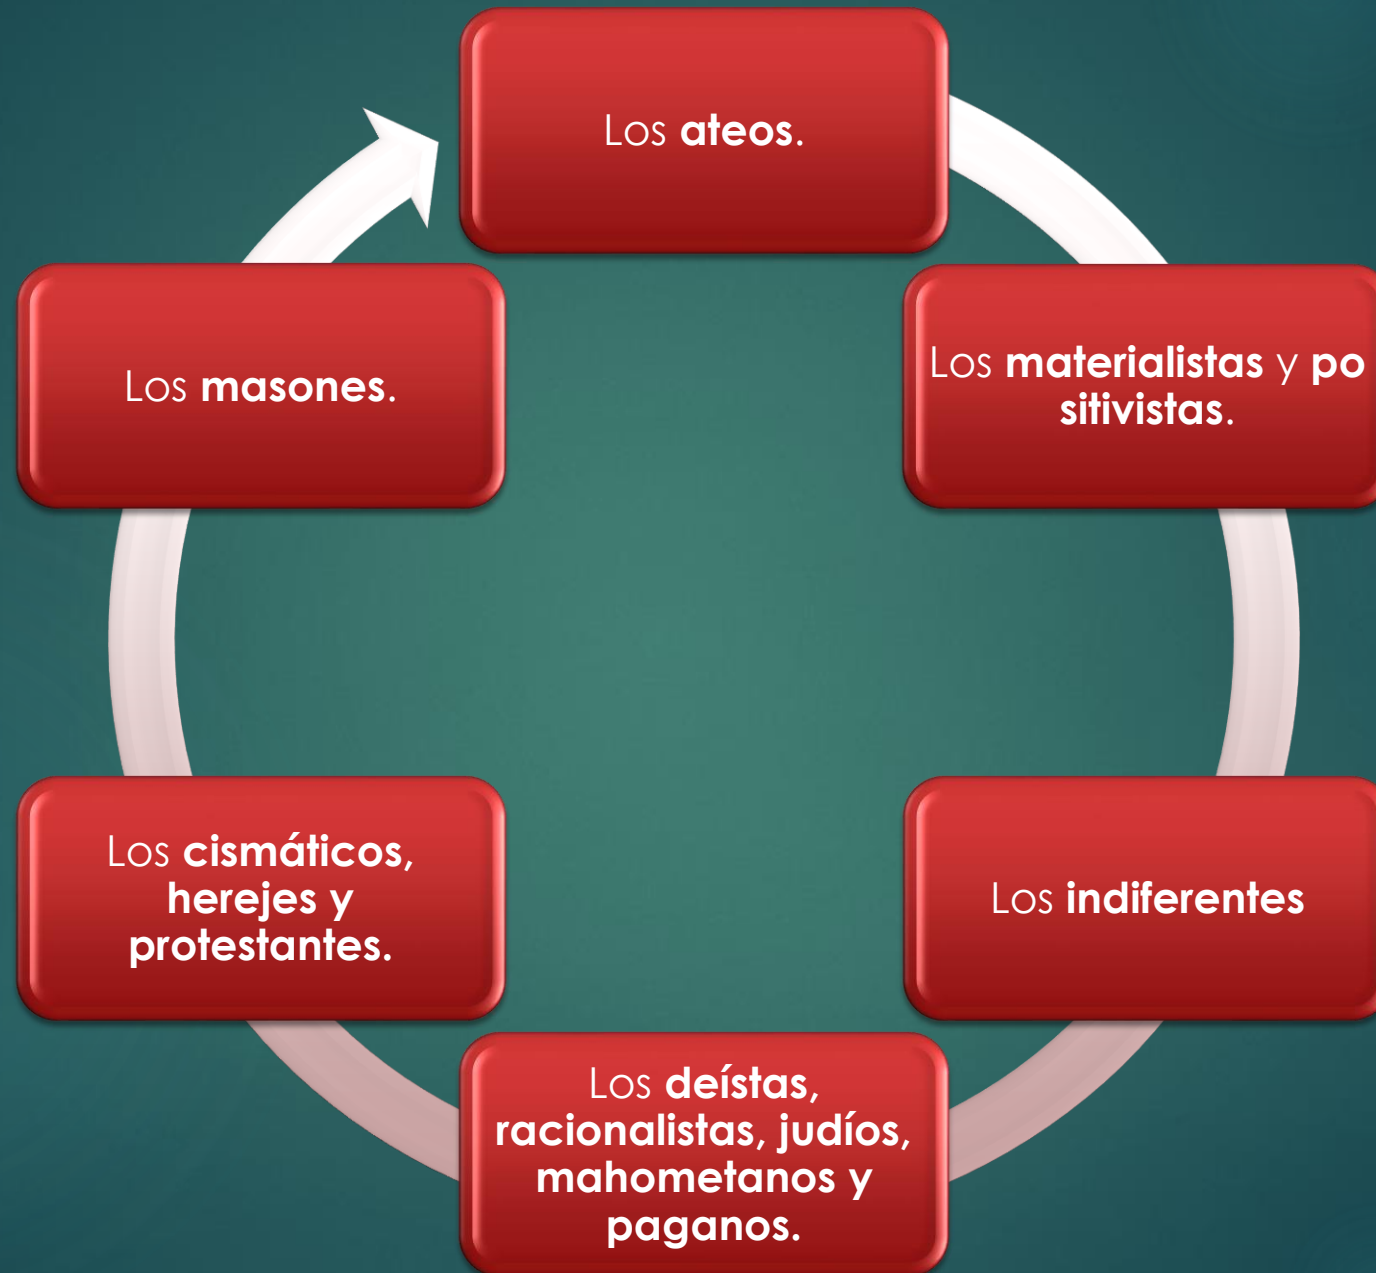 Los ateos.
Los materialistas y po
sitivistas.
Los indiferentes
Los deístas,
racionalistas, judíos,
mahometanos y
paganos.
Los cismáticos,
herejes y
protestantes.
Los masones.